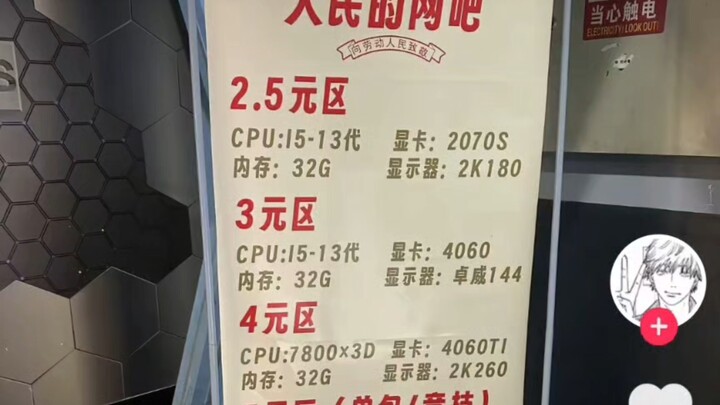 人民的网吧
当心触电
ELECTRICITY! LOOK OUT!
向劳动人民致敬
2.5元区
CPU:I5-13代 显卡：2070S
内存：32G 显示器：2K180
3元区
CPU:I5-13代 显卡：4060
内存：32G 显示器：卓威144
4元区
CPU:7800×3D 显卡：4060TI
内存：32G 显示器：2K260